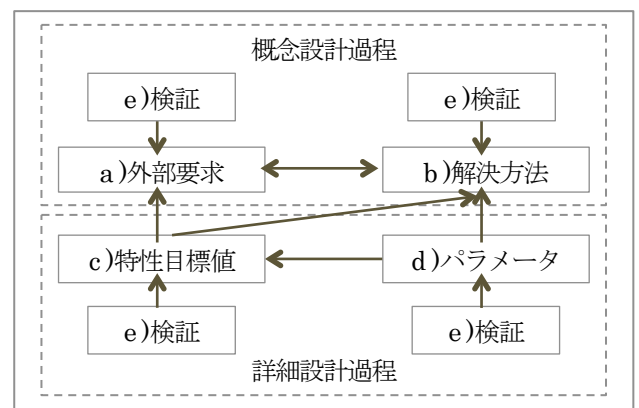 概念設計過程
e)検証
e)検証
a)外部要求
b)解決方法
c)特性目標値
d)パラメータ
e)検証
e)検証
詳細設計過程